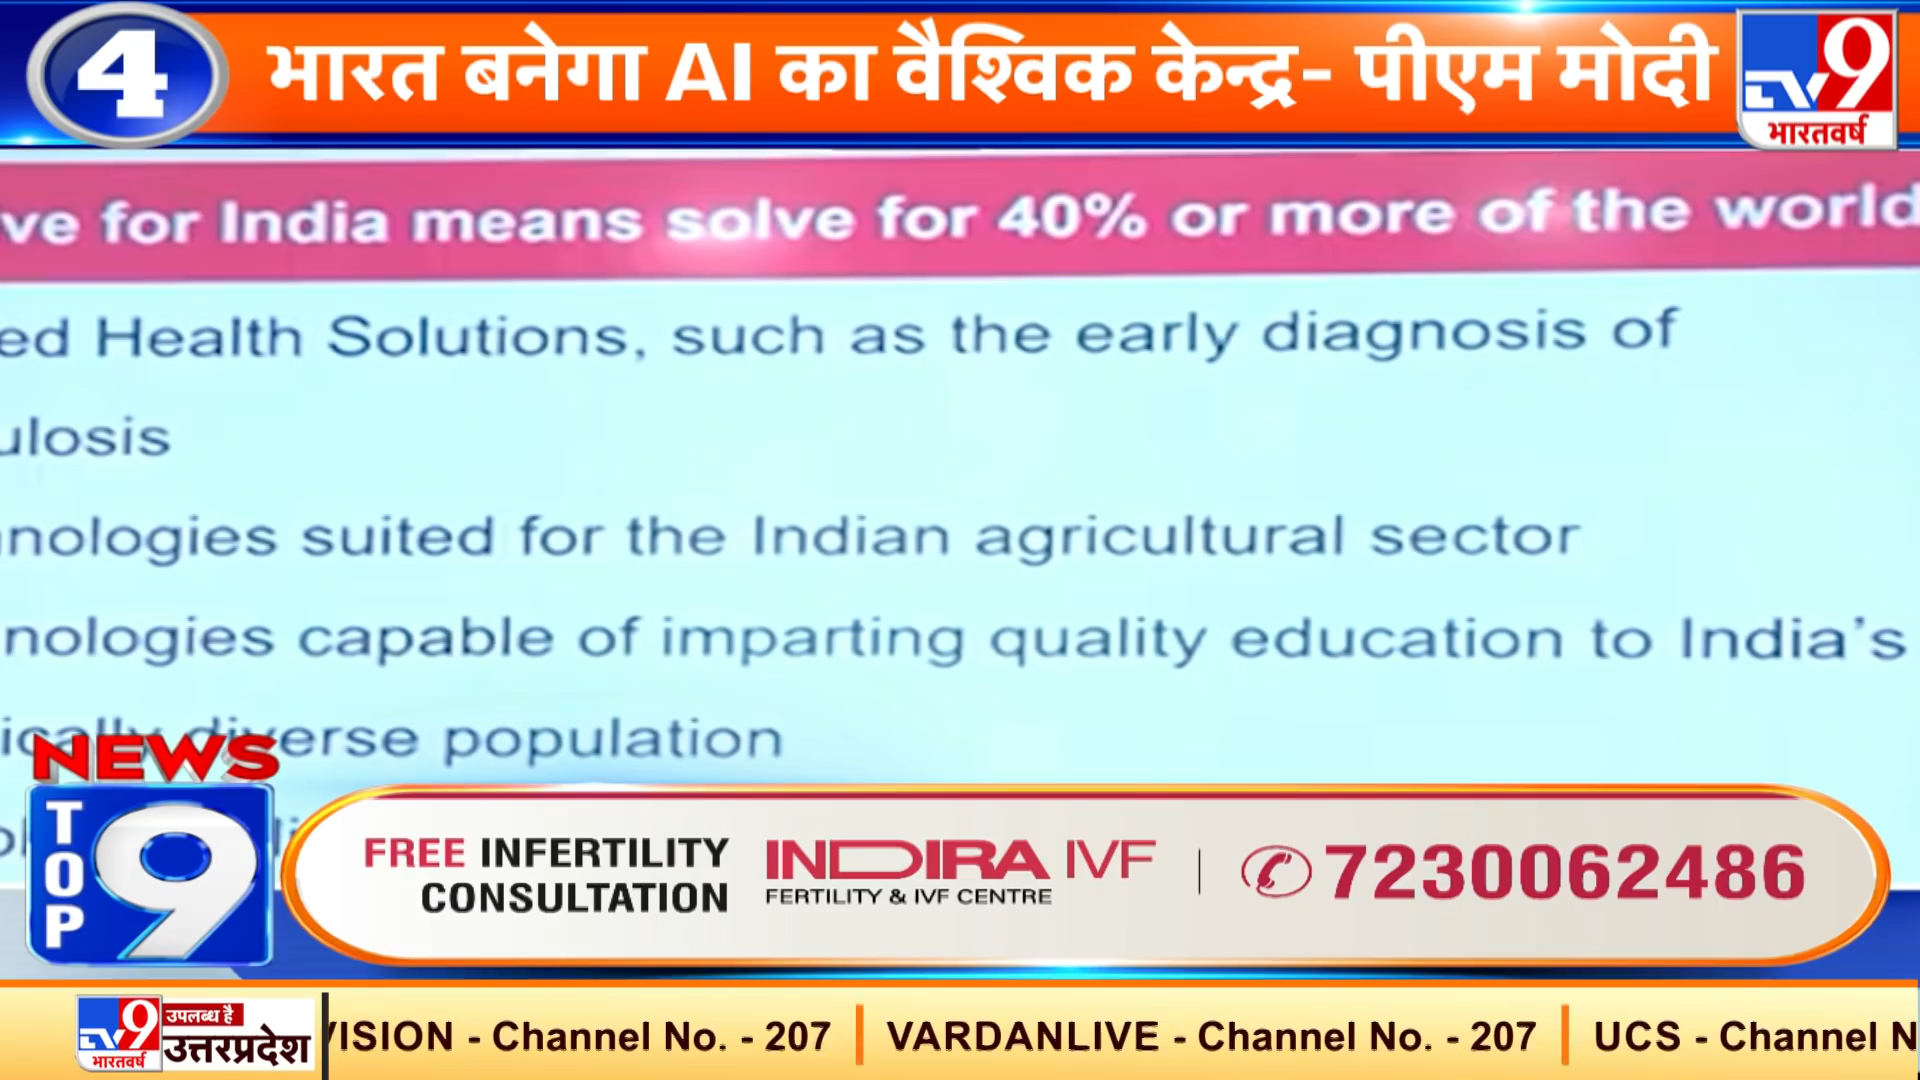 4
भारत बनेगा AI का वैश्विक केन्द्र- पीएम मोदी
TV9
भारतवर्ष
ve for India means solve for 40% or more of the world
ed Health Solutions, such as the early diagnosis of
ulosis
nologies suited for the Indian agricultural sector
nologies capable of imparting quality education to India's
ically diverse population
NEWS
TOP
9
FREE INFERTILITY
CONSULTATION
INDIRA IVF
FERTILITY & IVF CENTRE
7230062486
TV9
भारतवर्ष
उपलब्ध है
उत्तरप्रदेश
VISION - Channel No. - 207
VARDANLIVE - Channel No. - 207
UCS - Channel N